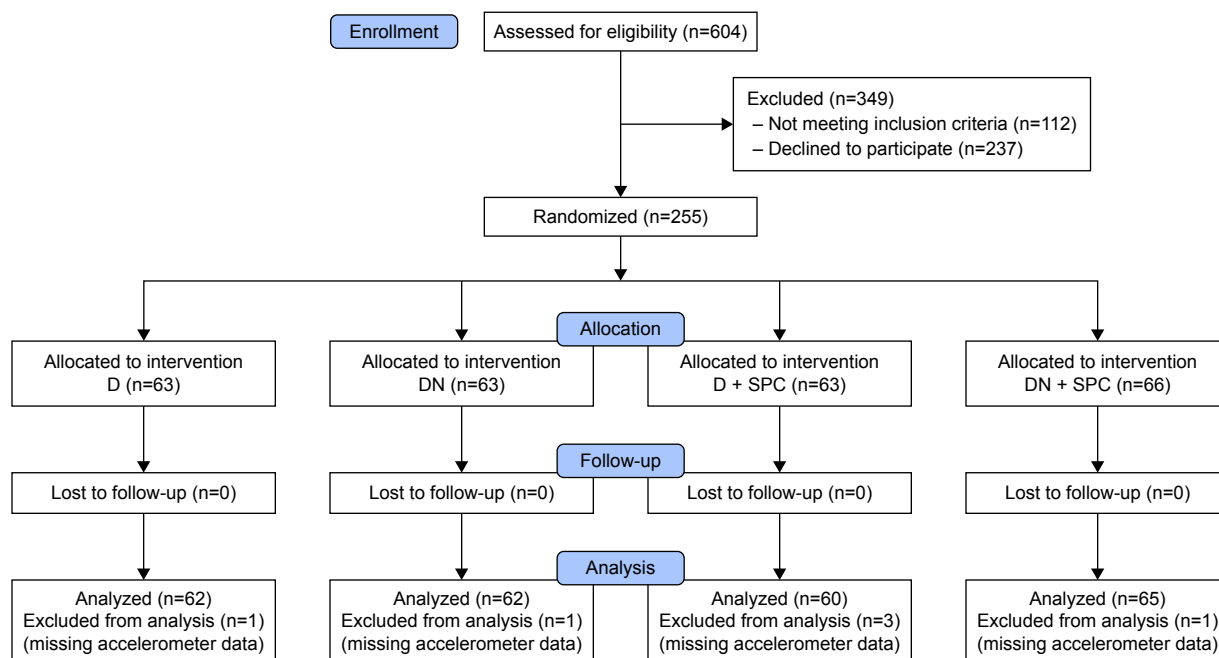 Enrollment
Assessed for eligibility (n=604)
Excluded (n=349)
– Not meeting inclusion criteria (n=112)
– Declined to participate (n=237)
Randomized (n=255)
Allocation
Allocated to intervention
D (n=63)
Allocated to intervention
DN (n=63)
Allocated to intervention
D + SPC (n=63)
Allocated to intervention
DN + SPC (n=66)
Follow-up
Lost to follow-up (n=0)
Lost to follow-up (n=0)
Lost to follow-up (n=0)
Lost to follow-up (n=0)
Analysis
Analyzed (n=62)
Excluded from analysis (n=1)
(missing accelerometer data)
Analyzed (n=62)
Excluded from analysis (n=1)
(missing accelerometer data)
Analyzed (n=60)
Excluded from analysis (n=3)
(missing accelerometer data)
Analyzed (n=65)
Excluded from analysis (n=1)
(missing accelerometer data)